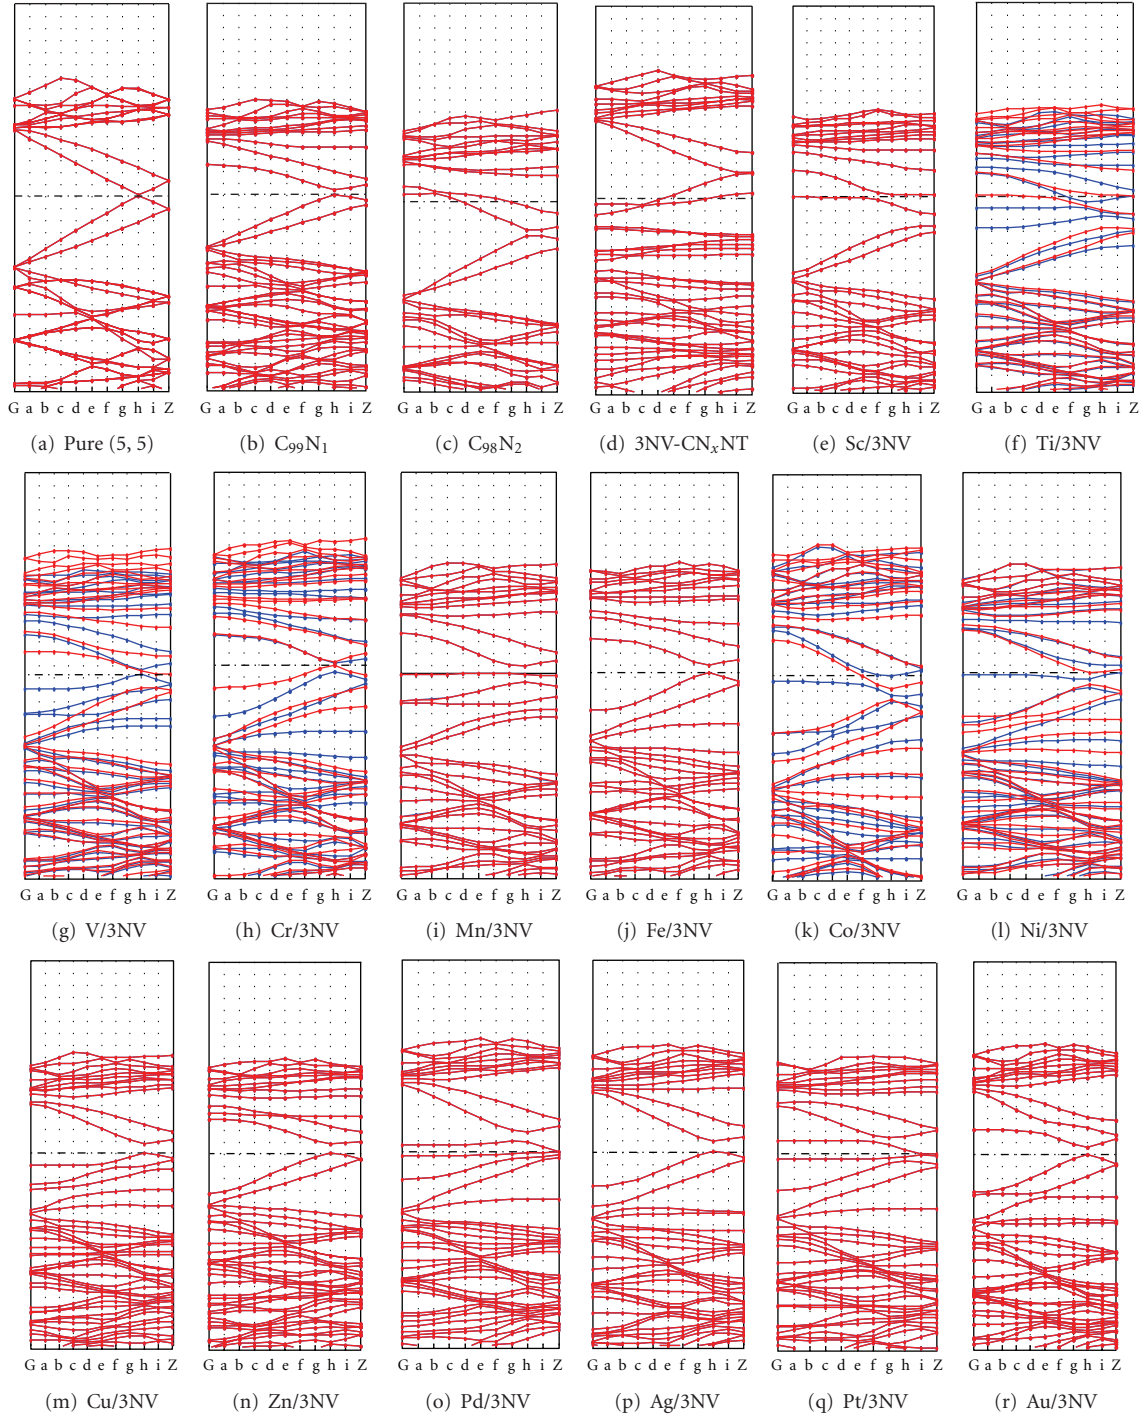 G a b c d e f g h i Z G a b c d e f g h i Z G a b c d e f g h i Z G a b c d e f g h i Z G a b c d e f g h i Z G a b c d e f g h i Z
(a) Pure (5, 5) (b) C₉₉N₁ (c) C₉₈N₂ (d) 3NV-CNₓNT (e) Sc/3NV (f) Ti/3NV
G a b c d e f g h i Z G a b c d e f g h i Z G a b c d e f g h i Z G a b c d e f g h i Z G a b c d e f g h i Z G a b c d e f g h i Z
(g) V/3NV (h) Cr/3NV (i) Mn/3NV (j) Fe/3NV (k) Co/3NV (l) Ni/3NV
G a b c d e f g h i Z G a b c d e f g h i Z G a b c d e f g h i Z G a b c d e f g h i Z G a b c d e f g h i Z G a b c d e f g h i Z
(m) Cu/3NV (n) Zn/3NV (o) Pd/3NV (p) Ag/3NV (q) Pt/3NV (r) Au/3NV